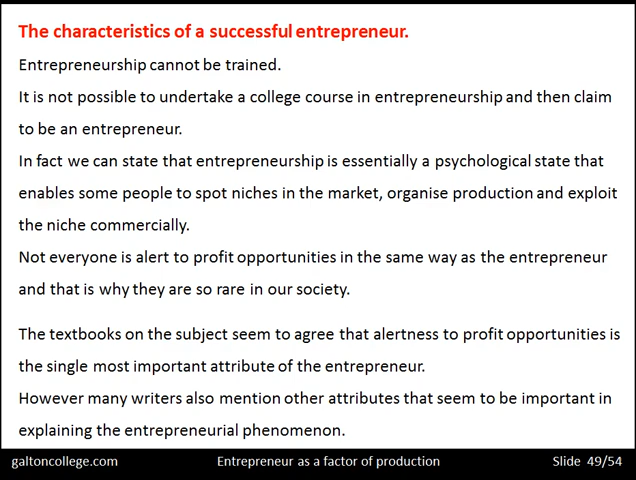 The characteristics of a successful entrepreneur.
Entrepreneurship cannot be trained.
It is not possible to undertake a college course in entrepreneurship and then claim
to be an entrepreneur.
In fact we can state that entrepreneurship is essentially a psychological state that
enables some people to spot niches in the market, organise production and exploit
the niche commercially.
Not everyone is alert to profit opportunities in the same way as the entrepreneur
and that is why they are so rare in our society.
The textbooks on the subject seem to agree that alertness to profit opportunities is
the single most important attribute of the entrepreneur.
However many writers also mention other attributes that seem to be important in
explaining the entrepreneurial phenomenon.
galtoncollege.com Entrepreneur as a factor of production Slide 49/54